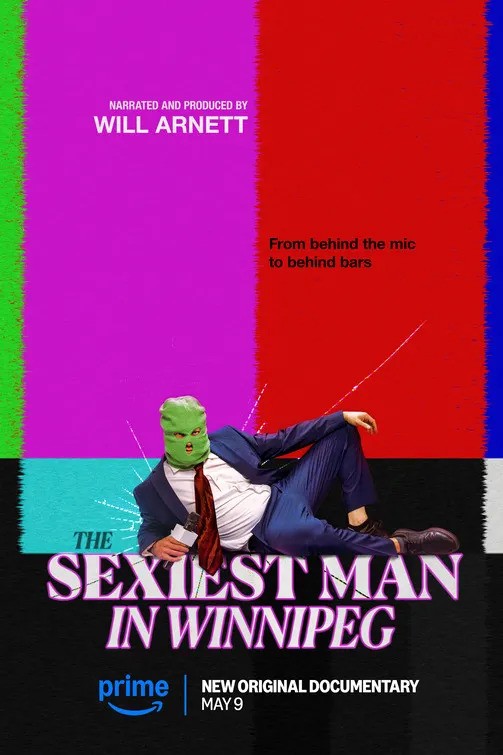 NARRATED AND PRODUCED BY
WILL ARNETT
From behind the mic
to behind bars
THE
SEXIEST MAN
IN WINNIPEG
prime
NEW ORIGINAL DOCUMENTARY
MAY 9